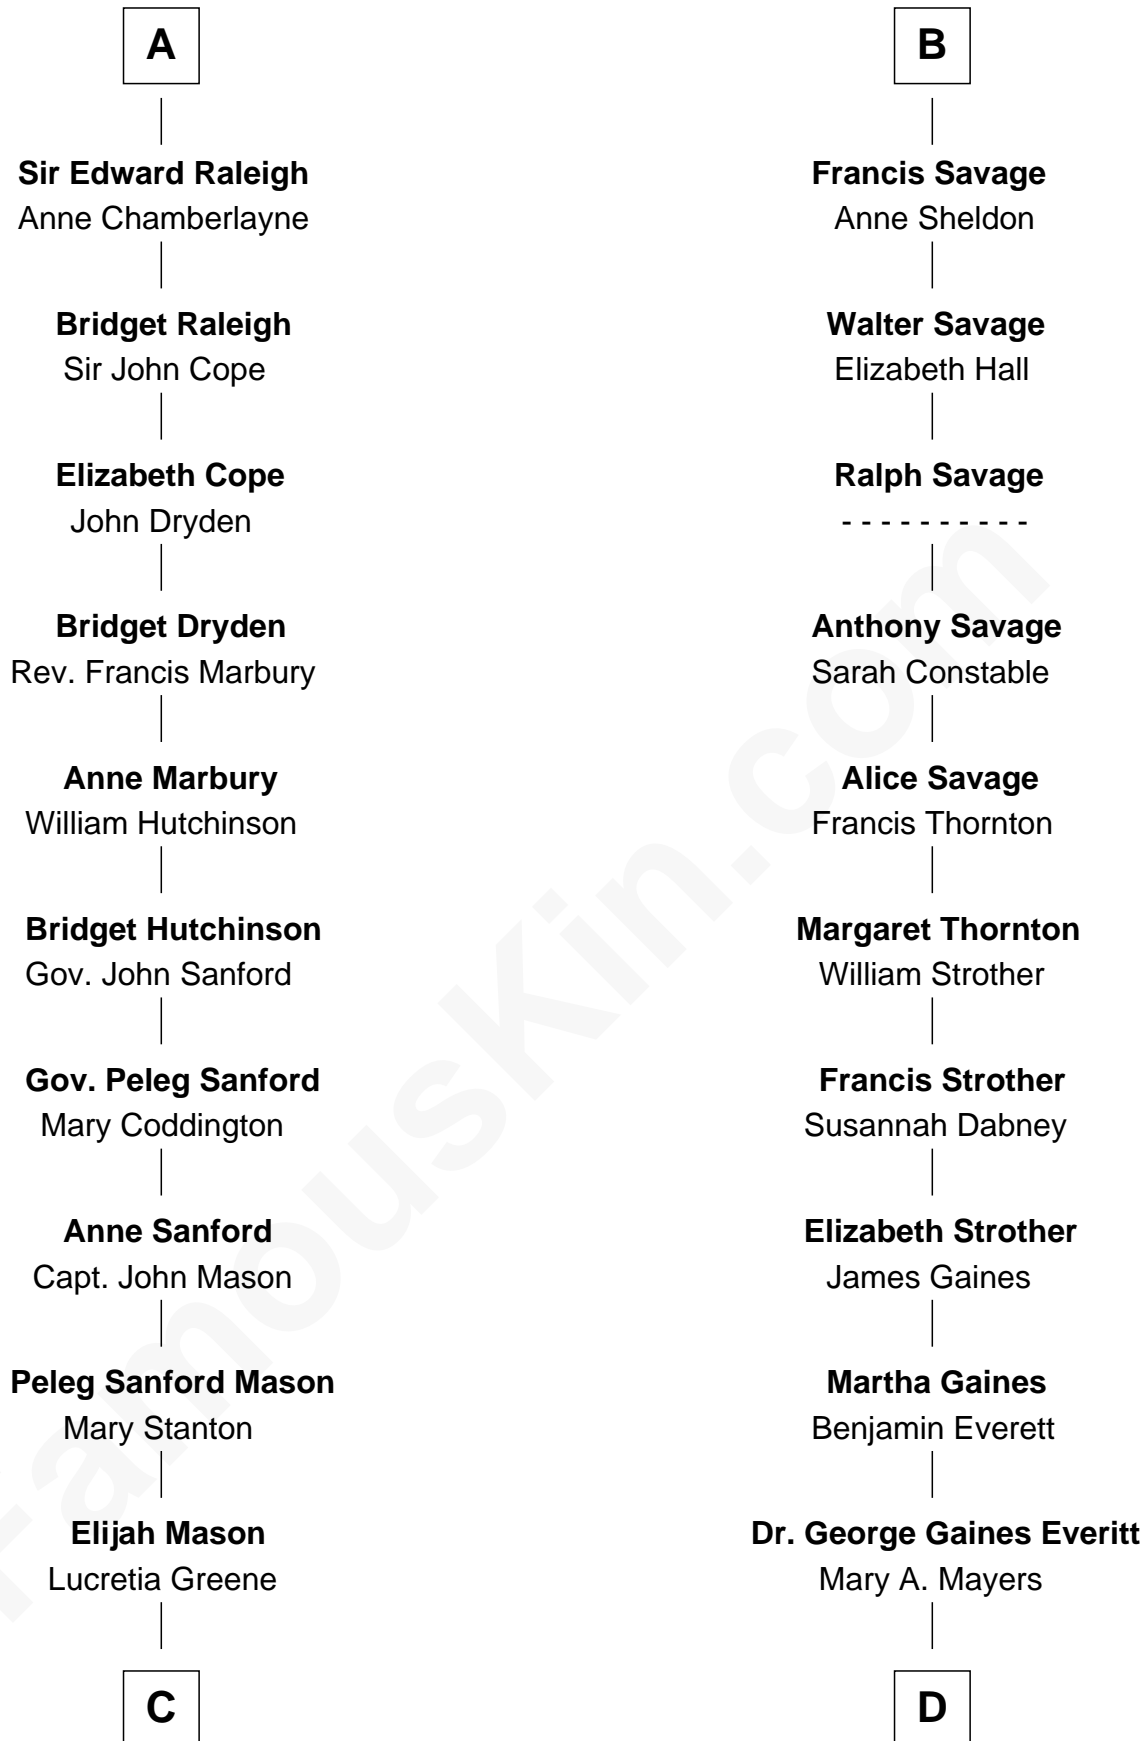 A
Sir Edward Raleigh
Anne Chamberlayne
Bridget Raleigh
Sir John Cope
Elizabeth Cope
John Dryden
Bridget Dryden
Rev. Francis Marbury
Anne Marbury
William Hutchinson
Bridget Hutchinson
Gov. John Sanford
Gov. Peleg Sanford
Mary Coddington
Anne Sanford
Capt. John Mason
Peleg Sanford Mason
Mary Stanton
Elijah Mason
Lucretia Greene
C
B
Francis Savage
Anne Sheldon
Walter Savage
Elizabeth Hall
Ralph Savage
- - - - - - - - - -
Anthony Savage
Sarah Constable
Alice Savage
Francis Thornton
Margaret Thornton
William Strother
Francis Strother
Susannah Dabney
Elizabeth Strother
James Gaines
Martha Gaines
Benjamin Everett
Dr. George Gaines Everitt
Mary A. Mayers
D
FamousKin.com